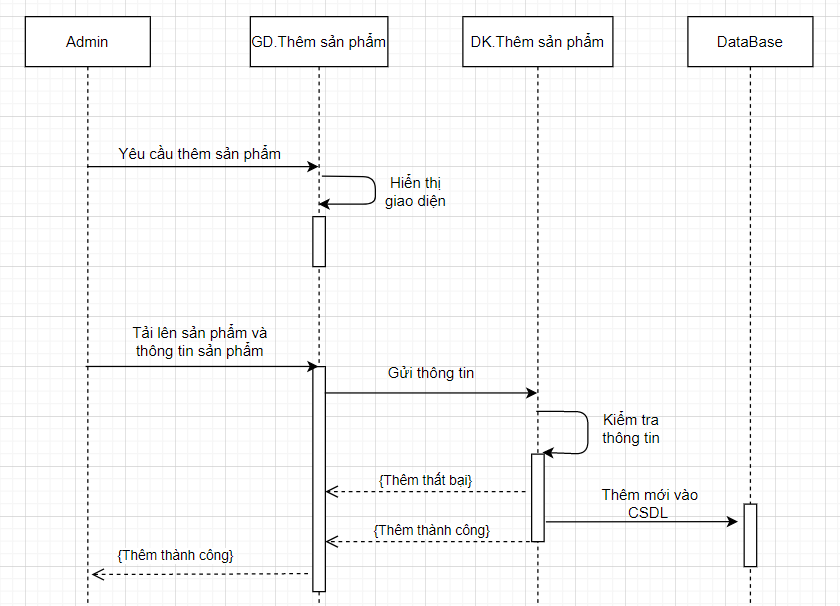 Admin
GD.Thêm sản phẩm
DK.Thêm sản phẩm
DataBase
Yêu cầu thêm sản phẩm
Hiển thị
giao diện
Tải lên sản phẩm và
thông tin sản phẩm
Gửi thông tin
Kiểm tra
thông tin
{Thêm thất bại}
Thêm mới vào
CSDL
{Thêm thành công}
{Thêm thành công}